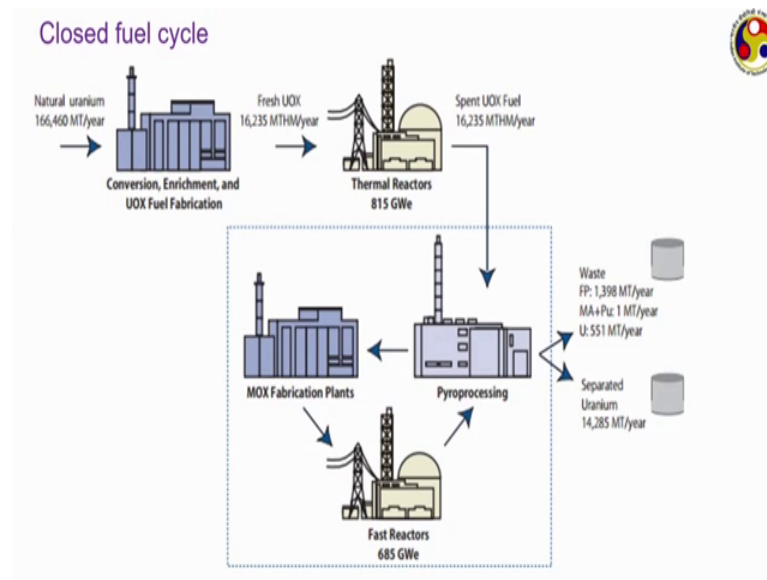 Closed fuel cycle
Natural uranium
166,460 MT/year
Fresh UOX
16,235 MTHM/year
Spent UOX Fuel
16,235 MTHM/year
Conversion, Enrichment, and
UOX Fuel Fabrication
Thermal Reactors
815 GWe
Waste
FP: 1,398 MT/year
MA+Pu: 1 MT/year
U: 551 MT/year
MOX Fabrication Plants
Pyroprocessing
Separated
Uranium
14,285 MT/year
Fast Reactors
685 GWe